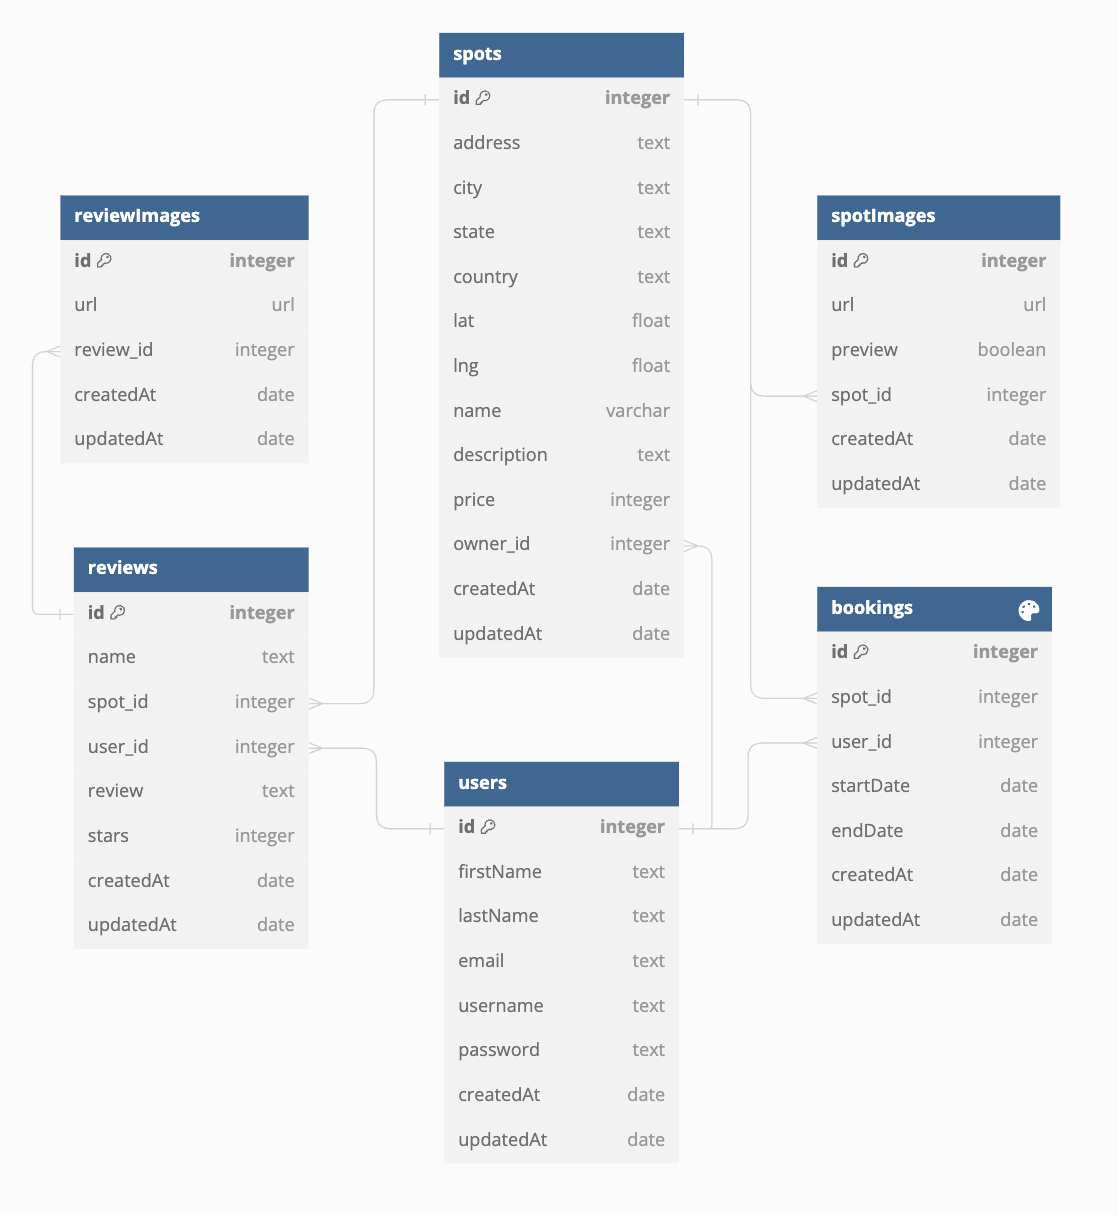 spots
id integer
address text
city text
state text
country text
lat float
lng float
name varchar
description text
price integer
owner_id integer
createdAt date
updatedAt date
reviewImages
id integer
url url
review_id integer
createdAt date
updatedAt date
spotImages
id integer
url url
preview boolean
spot_id integer
createdAt date
updatedAt date
reviews
id integer
name text
spot_id integer
user_id integer
review text
stars integer
createdAt date
updatedAt date
bookings
id integer
spot_id integer
user_id integer
startDate date
endDate date
createdAt date
updatedAt date
users
id integer
firstName text
lastName text
email text
username text
password text
createdAt date
updatedAt date